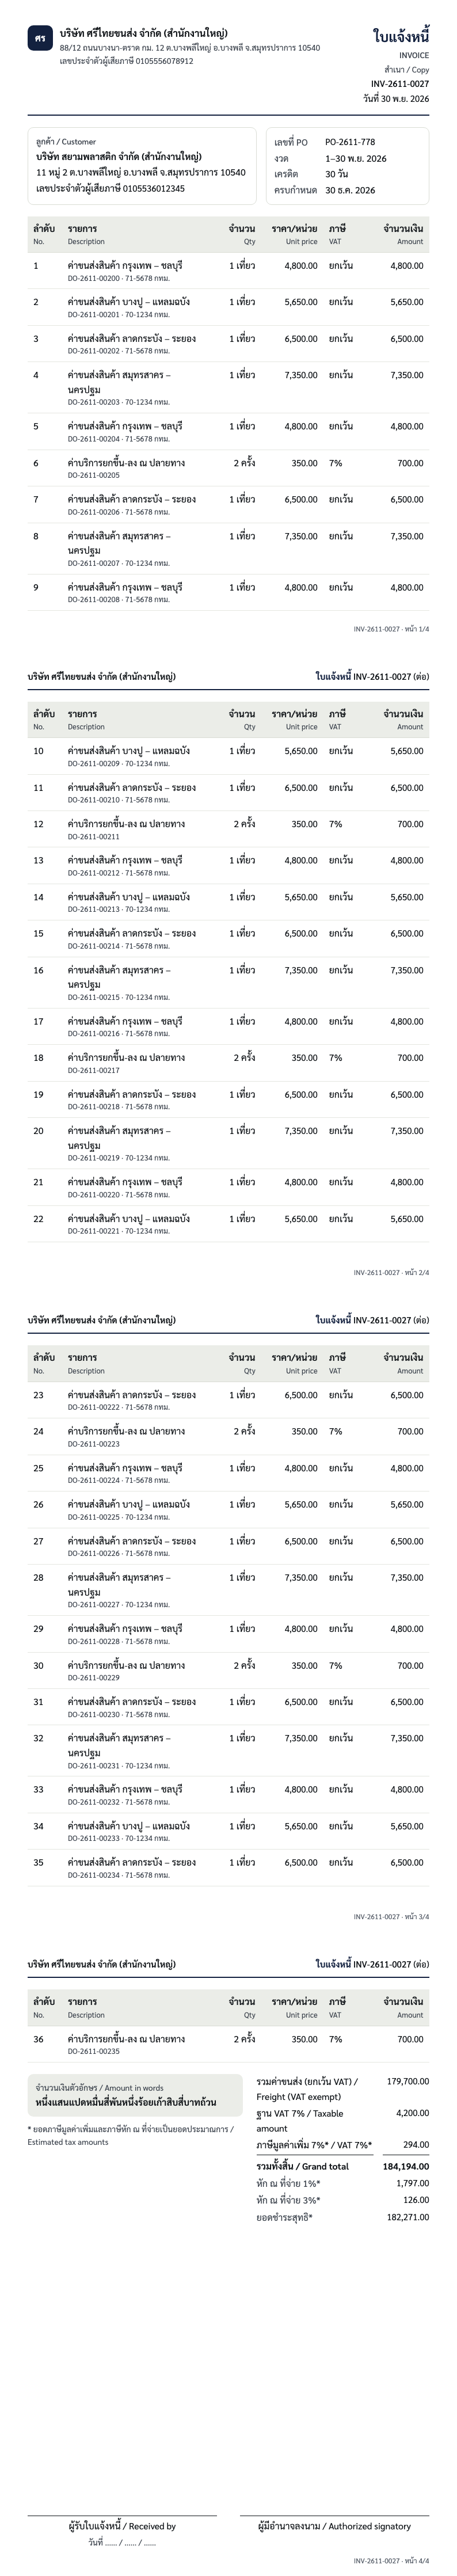 ศร
บริษัท ศรีไทยขนส่ง จำกัด (สำนักงานใหญ่)
88/12 ถนนบางนา-ตราด กม. 12 ต.บางพลีใหญ่ อ.บางพลี จ.สมุทรปราการ 10540
เลขประจำตัวผู้เสียภาษี 0105556078912
ใบแจ้งหนี้
INVOICE
สำเนา / Copy
INV-2611-0027
วันที่ 30 พ.ย. 2026
ลูกค้า / Customer
บริษัท สยามพลาสติก จำกัด (สำนักงานใหญ่)
11 หมู่ 2 ต.บางพลีใหญ่ อ.บางพลี จ.สมุทรปราการ 10540
เลขประจำตัวผู้เสียภาษี 0105536012345
เลขที่ PO PO-2611-778
งวด 1–30 พ.ย. 2026
เครดิต 30 วัน
ครบกำหนด 30 ธ.ค. 2026
ลำดับ รายการ จำนวน ราคา/หน่วย ภาษี จำนวนเงิน
No. Description Qty Unit price VAT Amount
1 ค่าขนส่งสินค้า กรุงเทพ – ชลบุรี 1 เที่ยว 4,800.00 ยกเว้น 4,800.00
DO-2611-00200 · 71-5678 กทม.
2 ค่าขนส่งสินค้า บางปู – แหลมฉบัง 1 เที่ยว 5,650.00 ยกเว้น 5,650.00
DO-2611-00201 · 70-1234 กทม.
3 ค่าขนส่งสินค้า ลาดกระบัง – ระยอง 1 เที่ยว 6,500.00 ยกเว้น 6,500.00
DO-2611-00202 · 71-5678 กทม.
4 ค่าขนส่งสินค้า สมุทรสาคร – 1 เที่ยว 7,350.00 ยกเว้น 7,350.00
นครปฐม
DO-2611-00203 · 70-1234 กทม.
5 ค่าขนส่งสินค้า กรุงเทพ – ชลบุรี 1 เที่ยว 4,800.00 ยกเว้น 4,800.00
DO-2611-00204 · 71-5678 กทม.
6 ค่าบริการยกขึ้น-ลง ณ ปลายทาง 2 ครั้ง 350.00 7% 700.00
DO-2611-00205
7 ค่าขนส่งสินค้า ลาดกระบัง – ระยอง 1 เที่ยว 6,500.00 ยกเว้น 6,500.00
DO-2611-00206 · 71-5678 กทม.
8 ค่าขนส่งสินค้า สมุทรสาคร – 1 เที่ยว 7,350.00 ยกเว้น 7,350.00
นครปฐม
DO-2611-00207 · 70-1234 กทม.
9 ค่าขนส่งสินค้า กรุงเทพ – ชลบุรี 1 เที่ยว 4,800.00 ยกเว้น 4,800.00
DO-2611-00208 · 71-5678 กทม.
INV-2611-0027 · หน้า 1/4
บริษัท ศรีไทยขนส่ง จำกัด (สำนักงานใหญ่) ใบแจ้งหนี้ INV-2611-0027 (ต่อ)
ลำดับ รายการ จำนวน ราคา/หน่วย ภาษี จำนวนเงิน
No. Description Qty Unit price VAT Amount
10 ค่าขนส่งสินค้า บางปู – แหลมฉบัง 1 เที่ยว 5,650.00 ยกเว้น 5,650.00
DO-2611-00209 · 70-1234 กทม.
11 ค่าขนส่งสินค้า ลาดกระบัง – ระยอง 1 เที่ยว 6,500.00 ยกเว้น 6,500.00
DO-2611-00210 · 71-5678 กทม.
12 ค่าบริการยกขึ้น-ลง ณ ปลายทาง 2 ครั้ง 350.00 7% 700.00
DO-2611-00211
13 ค่าขนส่งสินค้า กรุงเทพ – ชลบุรี 1 เที่ยว 4,800.00 ยกเว้น 4,800.00
DO-2611-00212 · 71-5678 กทม.
14 ค่าขนส่งสินค้า บางปู – แหลมฉบัง 1 เที่ยว 5,650.00 ยกเว้น 5,650.00
DO-2611-00213 · 70-1234 กทม.
15 ค่าขนส่งสินค้า ลาดกระบัง – ระยอง 1 เที่ยว 6,500.00 ยกเว้น 6,500.00
DO-2611-00214 · 71-5678 กทม.
16 ค่าขนส่งสินค้า สมุทรสาคร – 1 เที่ยว 7,350.00 ยกเว้น 7,350.00
นครปฐม
DO-2611-00215 · 70-1234 กทม.
17 ค่าขนส่งสินค้า กรุงเทพ – ชลบุรี 1 เที่ยว 4,800.00 ยกเว้น 4,800.00
DO-2611-00216 · 71-5678 กทม.
18 ค่าบริการยกขึ้น-ลง ณ ปลายทาง 2 ครั้ง 350.00 7% 700.00
DO-2611-00217
19 ค่าขนส่งสินค้า ลาดกระบัง – ระยอง 1 เที่ยว 6,500.00 ยกเว้น 6,500.00
DO-2611-00218 · 71-5678 กทม.
20 ค่าขนส่งสินค้า สมุทรสาคร – 1 เที่ยว 7,350.00 ยกเว้น 7,350.00
นครปฐม
DO-2611-00219 · 70-1234 กทม.
21 ค่าขนส่งสินค้า กรุงเทพ – ชลบุรี 1 เที่ยว 4,800.00 ยกเว้น 4,800.00
DO-2611-00220 · 71-5678 กทม.
22 ค่าขนส่งสินค้า บางปู – แหลมฉบัง 1 เที่ยว 5,650.00 ยกเว้น 5,650.00
DO-2611-00221 · 70-1234 กทม.
INV-2611-0027 · หน้า 2/4
บริษัท ศรีไทยขนส่ง จำกัด (สำนักงานใหญ่) ใบแจ้งหนี้ INV-2611-0027 (ต่อ)
ลำดับ รายการ จำนวน ราคา/หน่วย ภาษี จำนวนเงิน
No. Description Qty Unit price VAT Amount
23 ค่าขนส่งสินค้า ลาดกระบัง – ระยอง 1 เที่ยว 6,500.00 ยกเว้น 6,500.00
DO-2611-00222 · 71-5678 กทม.
24 ค่าบริการยกขึ้น-ลง ณ ปลายทาง 2 ครั้ง 350.00 7% 700.00
DO-2611-00223
25 ค่าขนส่งสินค้า กรุงเทพ – ชลบุรี 1 เที่ยว 4,800.00 ยกเว้น 4,800.00
DO-2611-00224 · 71-5678 กทม.
26 ค่าขนส่งสินค้า บางปู – แหลมฉบัง 1 เที่ยว 5,650.00 ยกเว้น 5,650.00
DO-2611-00225 · 70-1234 กทม.
27 ค่าขนส่งสินค้า ลาดกระบัง – ระยอง 1 เที่ยว 6,500.00 ยกเว้น 6,500.00
DO-2611-00226 · 71-5678 กทม.
28 ค่าขนส่งสินค้า สมุทรสาคร – 1 เที่ยว 7,350.00 ยกเว้น 7,350.00
นครปฐม
DO-2611-00227 · 70-1234 กทม.
29 ค่าขนส่งสินค้า กรุงเทพ – ชลบุรี 1 เที่ยว 4,800.00 ยกเว้น 4,800.00
DO-2611-00228 · 71-5678 กทม.
30 ค่าบริการยกขึ้น-ลง ณ ปลายทาง 2 ครั้ง 350.00 7% 700.00
DO-2611-00229
31 ค่าขนส่งสินค้า ลาดกระบัง – ระยอง 1 เที่ยว 6,500.00 ยกเว้น 6,500.00
DO-2611-00230 · 71-5678 กทม.
32 ค่าขนส่งสินค้า สมุทรสาคร – 1 เที่ยว 7,350.00 ยกเว้น 7,350.00
นครปฐม
DO-2611-00231 · 70-1234 กทม.
33 ค่าขนส่งสินค้า กรุงเทพ – ชลบุรี 1 เที่ยว 4,800.00 ยกเว้น 4,800.00
DO-2611-00232 · 71-5678 กทม.
34 ค่าขนส่งสินค้า บางปู – แหลมฉบัง 1 เที่ยว 5,650.00 ยกเว้น 5,650.00
DO-2611-00233 · 70-1234 กทม.
35 ค่าขนส่งสินค้า ลาดกระบัง – ระยอง 1 เที่ยว 6,500.00 ยกเว้น 6,500.00
DO-2611-00234 · 71-5678 กทม.
INV-2611-0027 · หน้า 3/4
บริษัท ศรีไทยขนส่ง จำกัด (สำนักงานใหญ่) ใบแจ้งหนี้ INV-2611-0027 (ต่อ)
ลำดับ รายการ จำนวน ราคา/หน่วย ภาษี จำนวนเงิน
No. Description Qty Unit price VAT Amount
36 ค่าบริการยกขึ้น-ลง ณ ปลายทาง 2 ครั้ง 350.00 7% 700.00
DO-2611-00235
จำนวนเงินตัวอักษร / Amount in words
หนึ่งแสนแปดหมื่นสี่พันหนึ่งร้อยเก้าสิบสี่บาทถ้วน
* ยอดภาษีมูลค่าเพิ่มและภาษีหัก ณ ที่จ่ายเป็นยอดประมาณการ /
Estimated tax amounts
รวมค่าขนส่ง (ยกเว้น VAT) / 179,700.00
Freight (VAT exempt)
ฐาน VAT 7% / Taxable 4,200.00
amount
ภาษีมูลค่าเพิ่ม 7%* / VAT 7%* 294.00
รวมทั้งสิ้น / Grand total 184,194.00
หัก ณ ที่จ่าย 1%* 1,797.00
หัก ณ ที่จ่าย 3%* 126.00
ยอดชำระสุทธิ* 182,271.00
ผู้รับใบแจ้งหนี้ / Received by
วันที่ ...... / ...... / ......
ผู้มีอำนาจลงนาม / Authorized signatory
INV-2611-0027 · หน้า 4/4